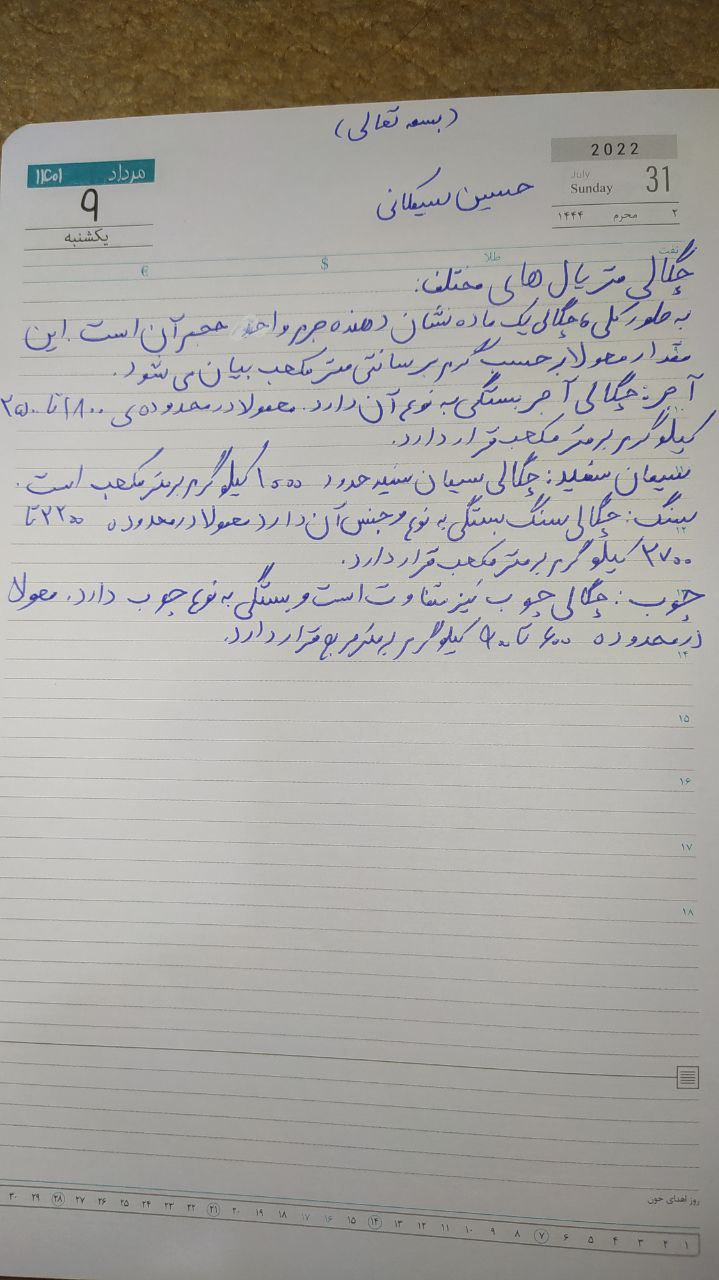 (بسمه تعالی)
مرداد ۱۴۰۱
۹
یکشنبه
2022
July
Sunday 31
۲ محرم ۱۴۴۴
حسین
نفت طلا $ €
چگالی متریال های مختلف:
به طور کلی، چگالی یک ماده نشان دهنده جرم واحد حجم آن است. این
مقدار معمولا بر حسب گرم بر سانتی متر مکعب بیان می شود.
آجر: چگالی آجر بستگی به نوع آن دارد. معمولا در محدوده ی ۱۸۰۰ تا ۲۵۰۰
کیلوگرم بر متر مکعب قرار دارد.
سیمان سفید: چگالی سیمان سفید حدود ۱۰۰۰ کیلوگرم بر متر مکعب است.
سنگ: چگالی سنگ بستگی به نوع و جنس آن دارد معمولا در محدوده ۲۲۰۰ تا
۲۷۰۰ کیلوگرم بر متر مکعب قرار دارد.
چوب: چگالی چوب نیز متفاوت است و بستگی به نوع چوب دارد. معمولا
در محدوده ۶۰۰ تا ۹۰۰ کیلوگرم بر متر مربع قرار دارد.
۱۲
۱۴
۱۵
۱۶
۱۷
۱۸
روز اهدای خون
۱ ۲ ۳ ۴ ۵ ۶ ۷ ۸ ۹ ۱۰ ۱۱ ۱۲ ۱۳ ۱۴ ۱۵ ۱۶ ۱۷ ۱۸ ۱۹ ۲۰ ۲۱ ۲۲ ۲۳ ۲۴ ۲۵ ۲۶ ۲۷ ۲۸ ۲۹ ۳۰